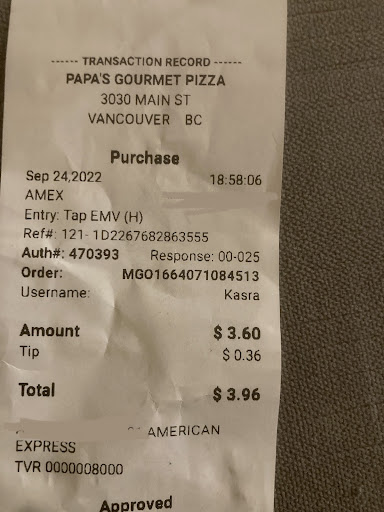 ------ TRANSACTION RECORD ------
PAPA'S GOURMET PIZZA
3030 MAIN ST
VANCOUVER BC
Purchase
Sep 24,2022 18:58:06
AMEX
Entry: Tap EMV (H)
Ref#: 121- 1D2267682863555
Auth#: 470393 Response: 00-025
Order: MGO1664071084513
Username: Kasra
Amount $ 3.60
Tip $ 0.36
Total $ 3.96
AMERICAN
EXPRESS
TVR 0000008000
Approved